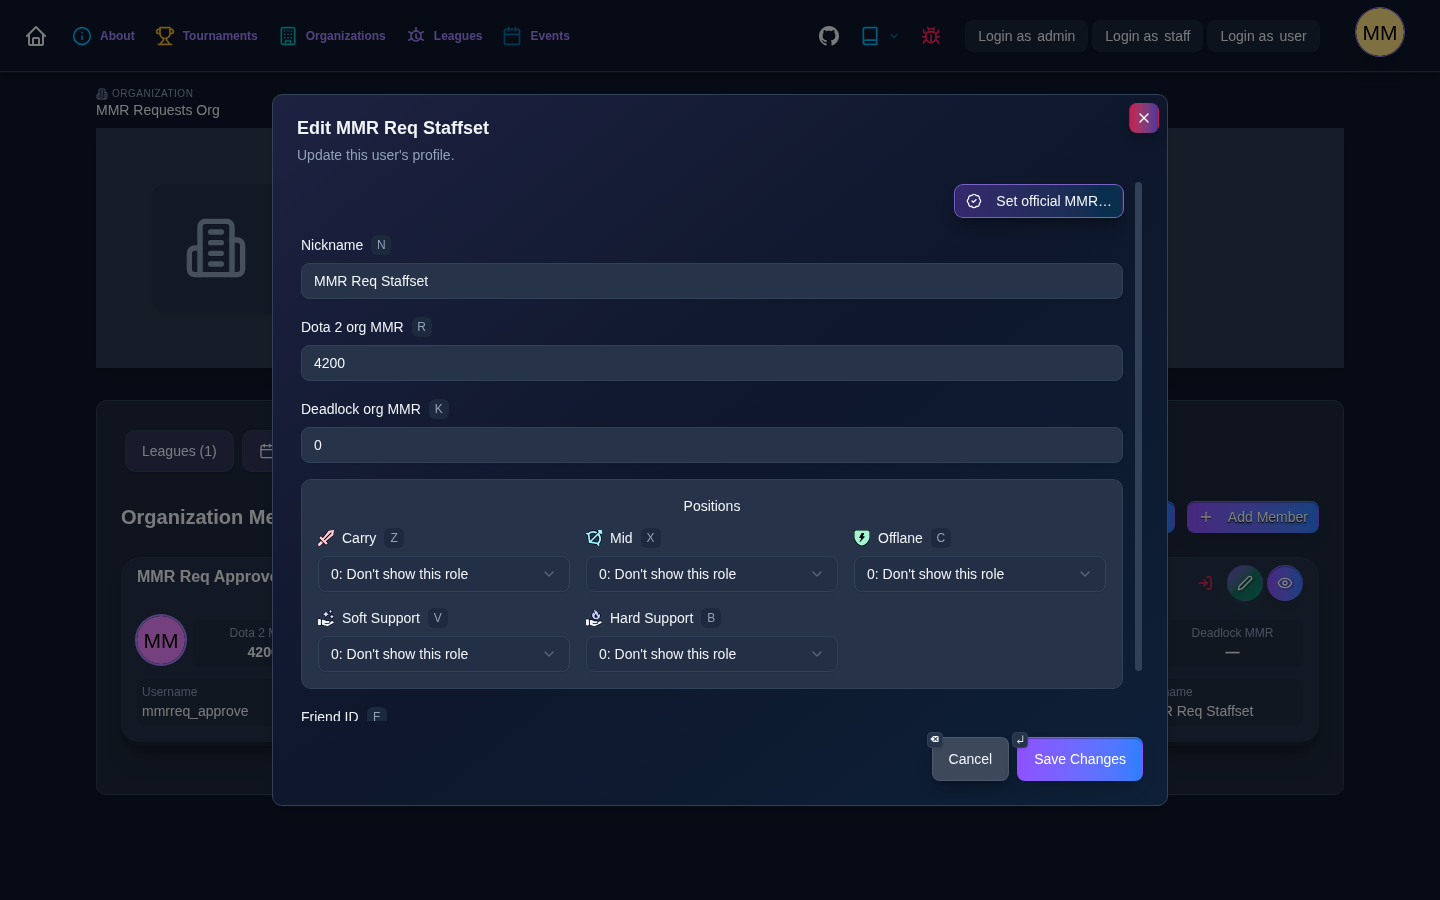 About Tournaments Organizations Leagues Events Login as admin Login as staff Login as user MM
ORGANIZATION
MMR Requests Org
Edit MMR Req Staffset
Update this user's profile.
Set official MMR…
Nickname N
MMR Req Staffset
Dota 2 org MMR R
4200
Deadlock org MMR K
0
Positions
Carry Z Mid X Offlane C
0: Don't show this role 0: Don't show this role 0: Don't show this role
Soft Support V Hard Support B
0: Don't show this role 0: Don't show this role
Friend ID F
Cancel Save Changes
Leagues (1)
Organization Me
Add Member
MMR Req Approve
MM
Dota 2 M
420
Deadlock MMR
—
Username
mmrreq_approve
ame
R Req Staffset